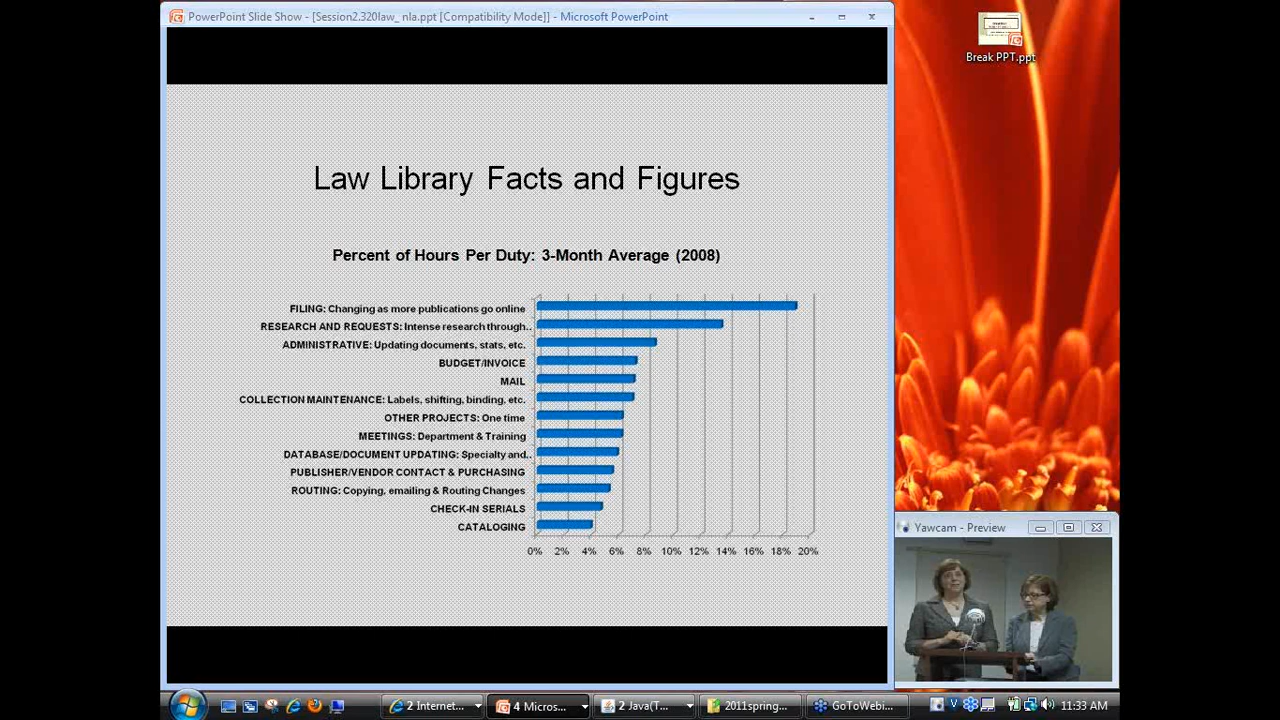 PowerPoint Slide Show - [Session2.320law_ nla.ppt [Compatibility Mode]] - Microsoft PowerPoint
Break PPT.ppt
Law Library Facts and Figures
Percent of Hours Per Duty: 3-Month Average (2008)
FILING: Changing as more publications go online
RESEARCH AND REQUESTS: Intense research through..
ADMINISTRATIVE: Updating documents, stats, etc.
BUDGET/INVOICE
MAIL
COLLECTION MAINTENANCE: Labels, shifting, binding, etc.
OTHER PROJECTS: One time
MEETINGS: Department & Training
DATABASE/DOCUMENT UPDATING: Specialty and..
PUBLISHER/VENDOR CONTACT & PURCHASING
ROUTING: Copying, emailing & Routing Changes
CHECK-IN SERIALS
CATALOGING
0% 2% 4% 6% 8% 10% 12% 14% 16% 18% 20%
Yawcam - Preview
2 Internet... 4 Micros... 2 Java(T... 2011spring... GoToWebi... 11:33 AM